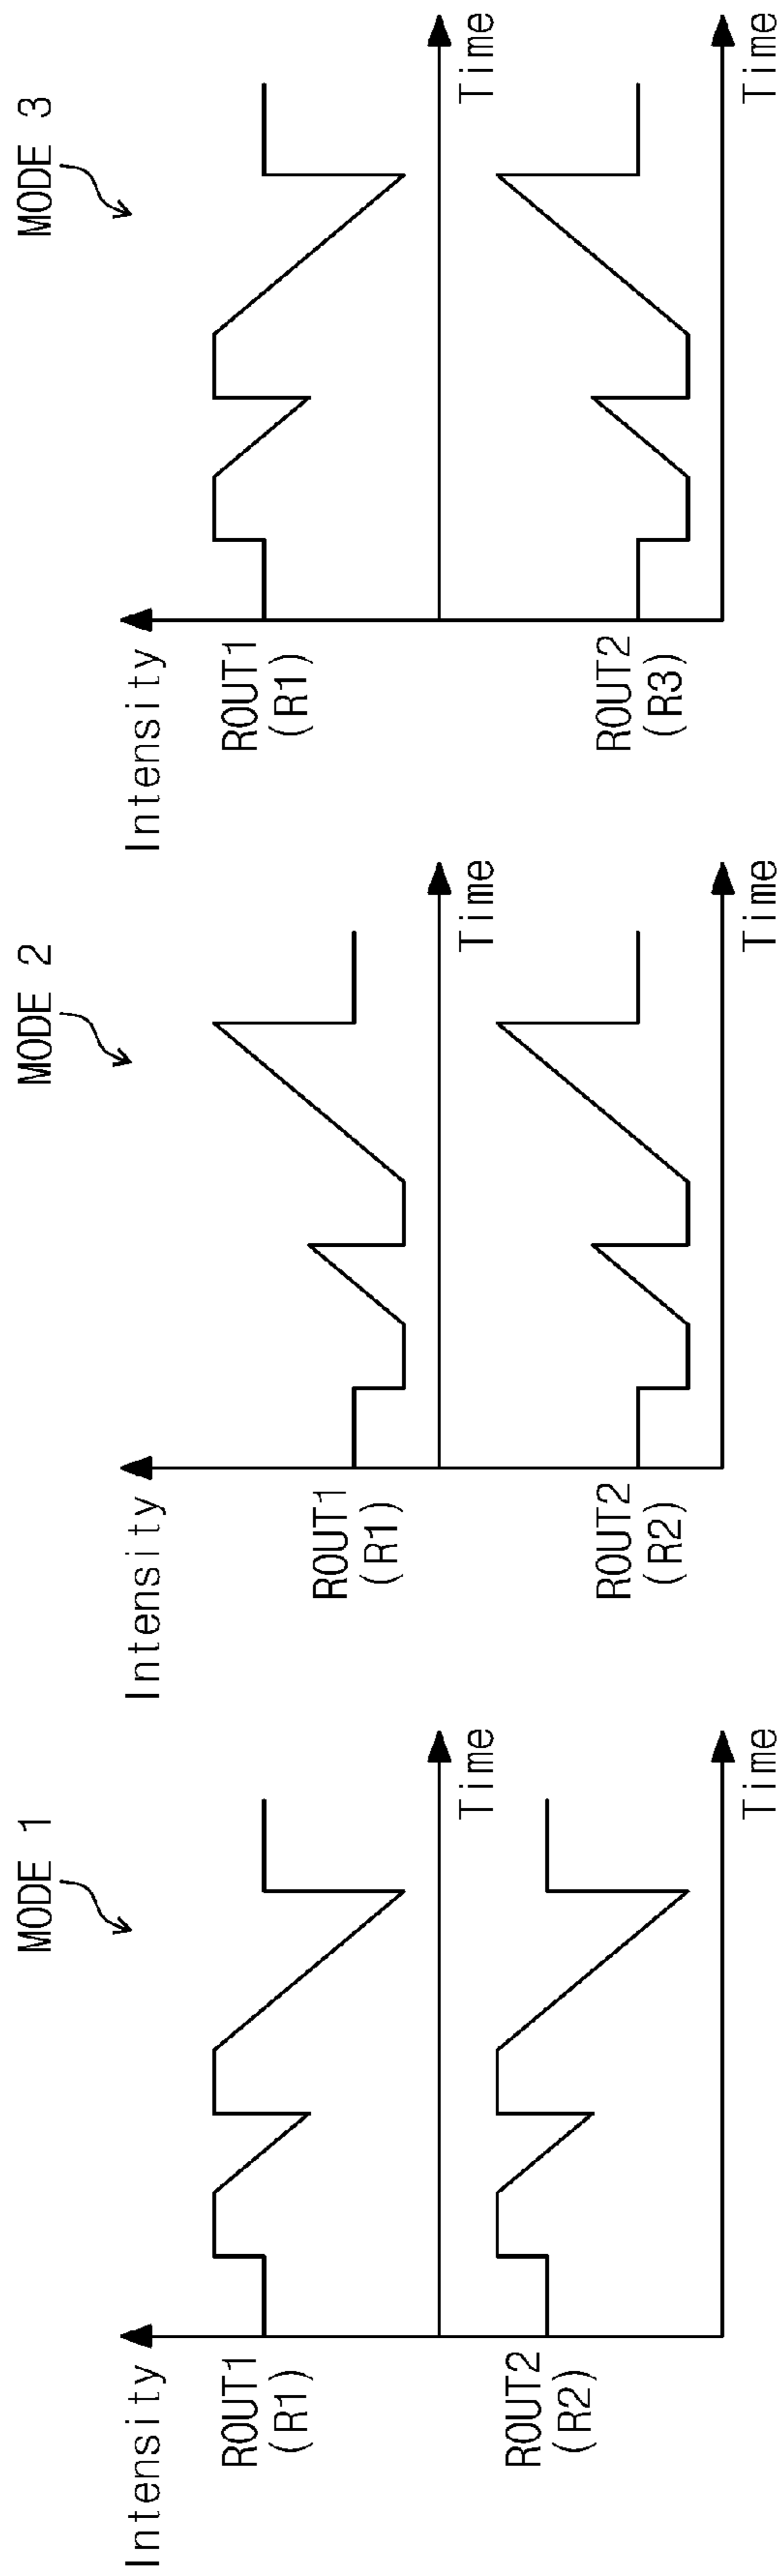 MODE 1
Intensity
ROUT1
(R1)
Time
ROUT2
(R2)
Time
MODE 2
Intensity
ROUT1
(R1)
Time
ROUT2
(R2)
Time
MODE 3
Intensity
ROUT1
(R1)
Time
ROUT2
(R3)
Time